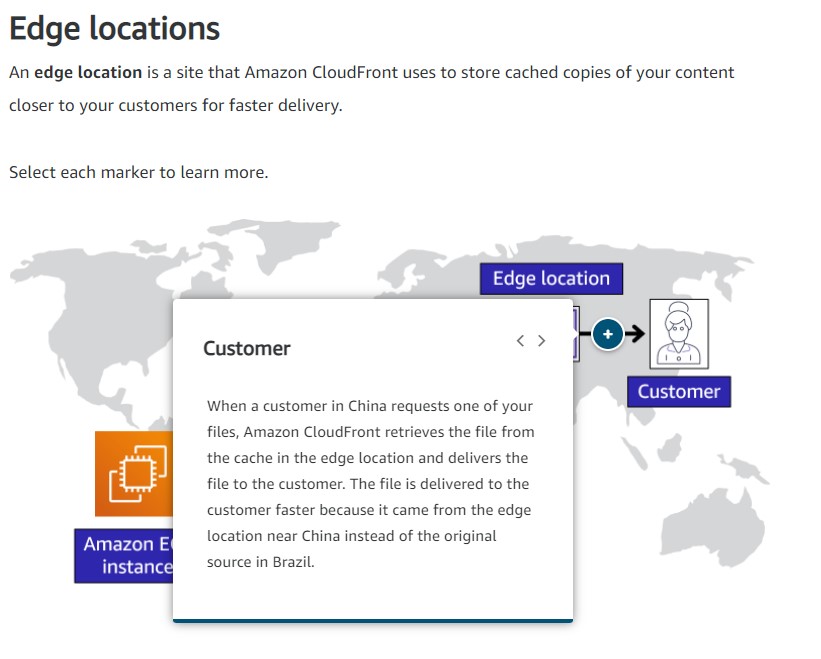 Edge locations
An edge location is a site that Amazon CloudFront uses to store cached copies of your content
closer to your customers for faster delivery.
Select each marker to learn more.
Edge location
Customer
Customer
When a customer in China requests one of your
files, Amazon CloudFront retrieves the file from
the cache in the edge location and delivers the
file to the customer. The file is delivered to the
customer faster because it came from the edge
location near China instead of the original
source in Brazil.
Amazon
instance